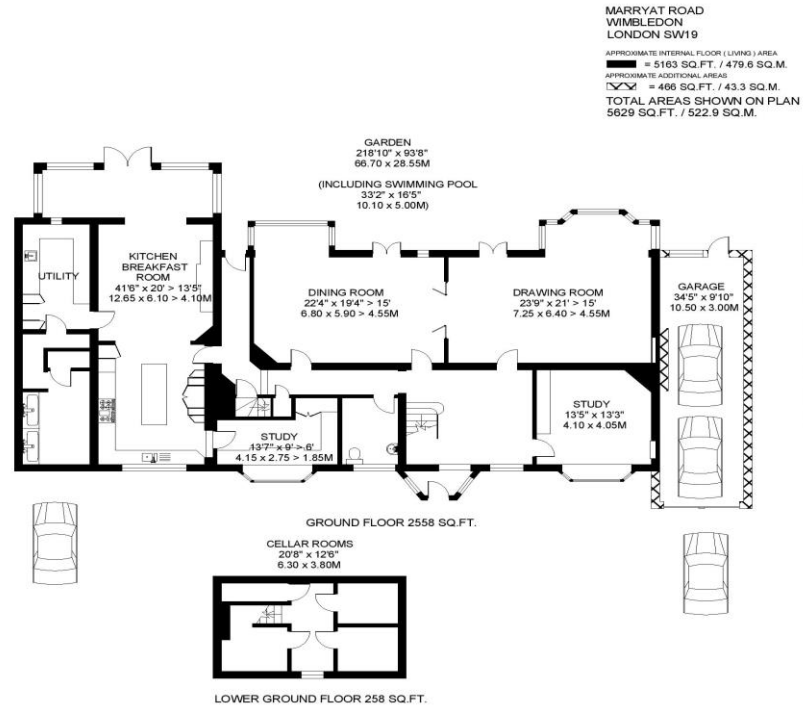 MARRYAT ROAD
WIMBLEDON
LONDON SW19
APPROXIMATE INTERNAL FLOOR ( LIVING ) AREA
= 5163 SQ.FT. / 479.6 SQ.M.
APPROXIMATE ADDITIONAL AREAS
= 466 SQ.FT. / 43.3 SQ.M.
TOTAL AREAS SHOWN ON PLAN
5629 SQ.FT. / 522.9 SQ.M.
GARDEN
218'10" x 93'8"
66.70 x 28.55M
(INCLUDING SWIMMING POOL
33'2" x 16'5"
10.10 x 5.00M)
UTILITY
KITCHEN
BREAKFAST
ROOM
41'6" x 20' > 13'5"
12.65 x 6.10 > 4.10M
DINING ROOM
22'4" x 19'4" > 15'
6.80 x 5.90 > 4.55M
DRAWING ROOM
23'9" x 21' > 15'
7.25 x 6.40 > 4.55M
GARAGE
34'5" x 9'10"
10.50 x 3.00M
STUDY
13'7" x 9' > 6'
4.15 x 2.75 > 1.85M
STUDY
13'5" x 13'3"
4.10 x 4.05M
GROUND FLOOR 2558 SQ.FT.
CELLAR ROOMS
20'8" x 12'6"
6.30 x 3.80M
LOWER GROUND FLOOR 258 SQ.FT.